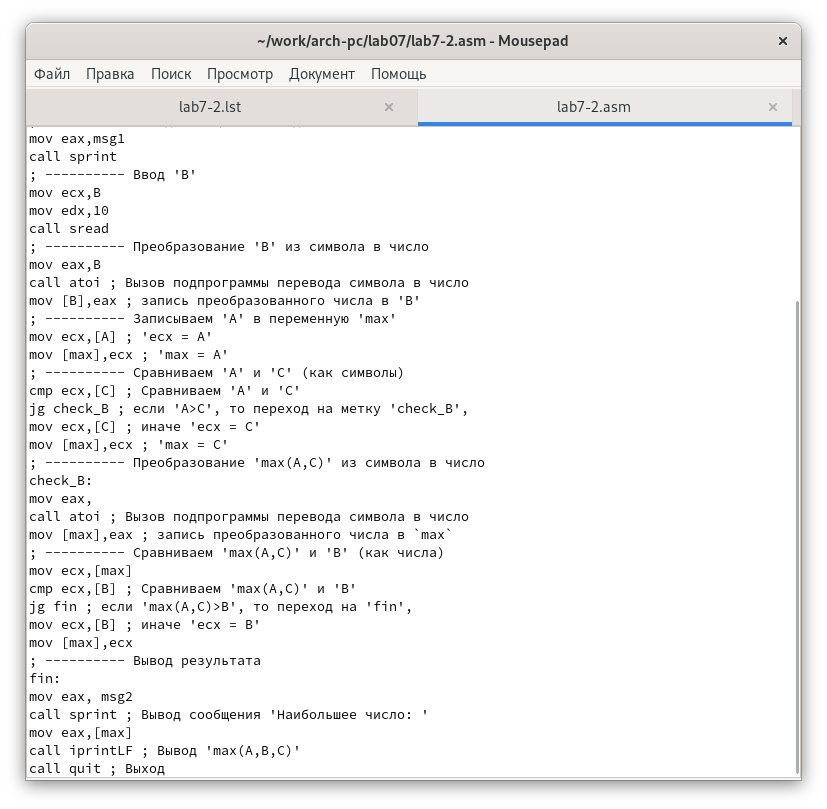 ~/work/arch-pc/lab07/lab7-2.asm - Mousepad
Файл Правка Поиск Просмотр Документ Помощь
lab7-2.lst
lab7-2.asm
mov eax,msg1
call sprint
; ---------- Ввод 'B'
mov ecx,B
mov edx,10
call sread
; ---------- Преобразование 'B' из символа в число
mov eax,B
call atoi ; Вызов подпрограммы перевода символа в число
mov [B],eax ; запись преобразованного числа в 'B'
; ---------- Записываем 'A' в переменную 'max'
mov ecx,[A] ; 'ecx = A'
mov [max],ecx ; 'max = A'
; ---------- Сравниваем 'A' и 'С' (как символы)
cmp ecx,[C] ; Сравниваем 'A' и 'С'
jg check_B ; если 'A>C', то переход на метку 'check_B',
mov ecx,[C] ; иначе 'ecx = C'
mov [max],ecx ; 'max = C'
; ---------- Преобразование 'max(A,C)' из символа в число
check_B:
mov eax,
call atoi ; Вызов подпрограммы перевода символа в число
mov [max],eax ; запись преобразованного числа в `max`
; ---------- Сравниваем 'max(A,C)' и 'B' (как числа)
mov ecx,[max]
cmp ecx,[B] ; Сравниваем 'max(A,C)' и 'B'
jg fin ; если 'max(A,C)>B', то переход на 'fin',
mov ecx,[B] ; иначе 'ecx = B'
mov [max],ecx
; ---------- Вывод результата
fin:
mov eax, msg2
call sprint ; Вывод сообщения 'Наибольшее число: '
mov eax,[max]
call iprintLF ; Вывод 'max(A,B,C)'
call quit ; Выход